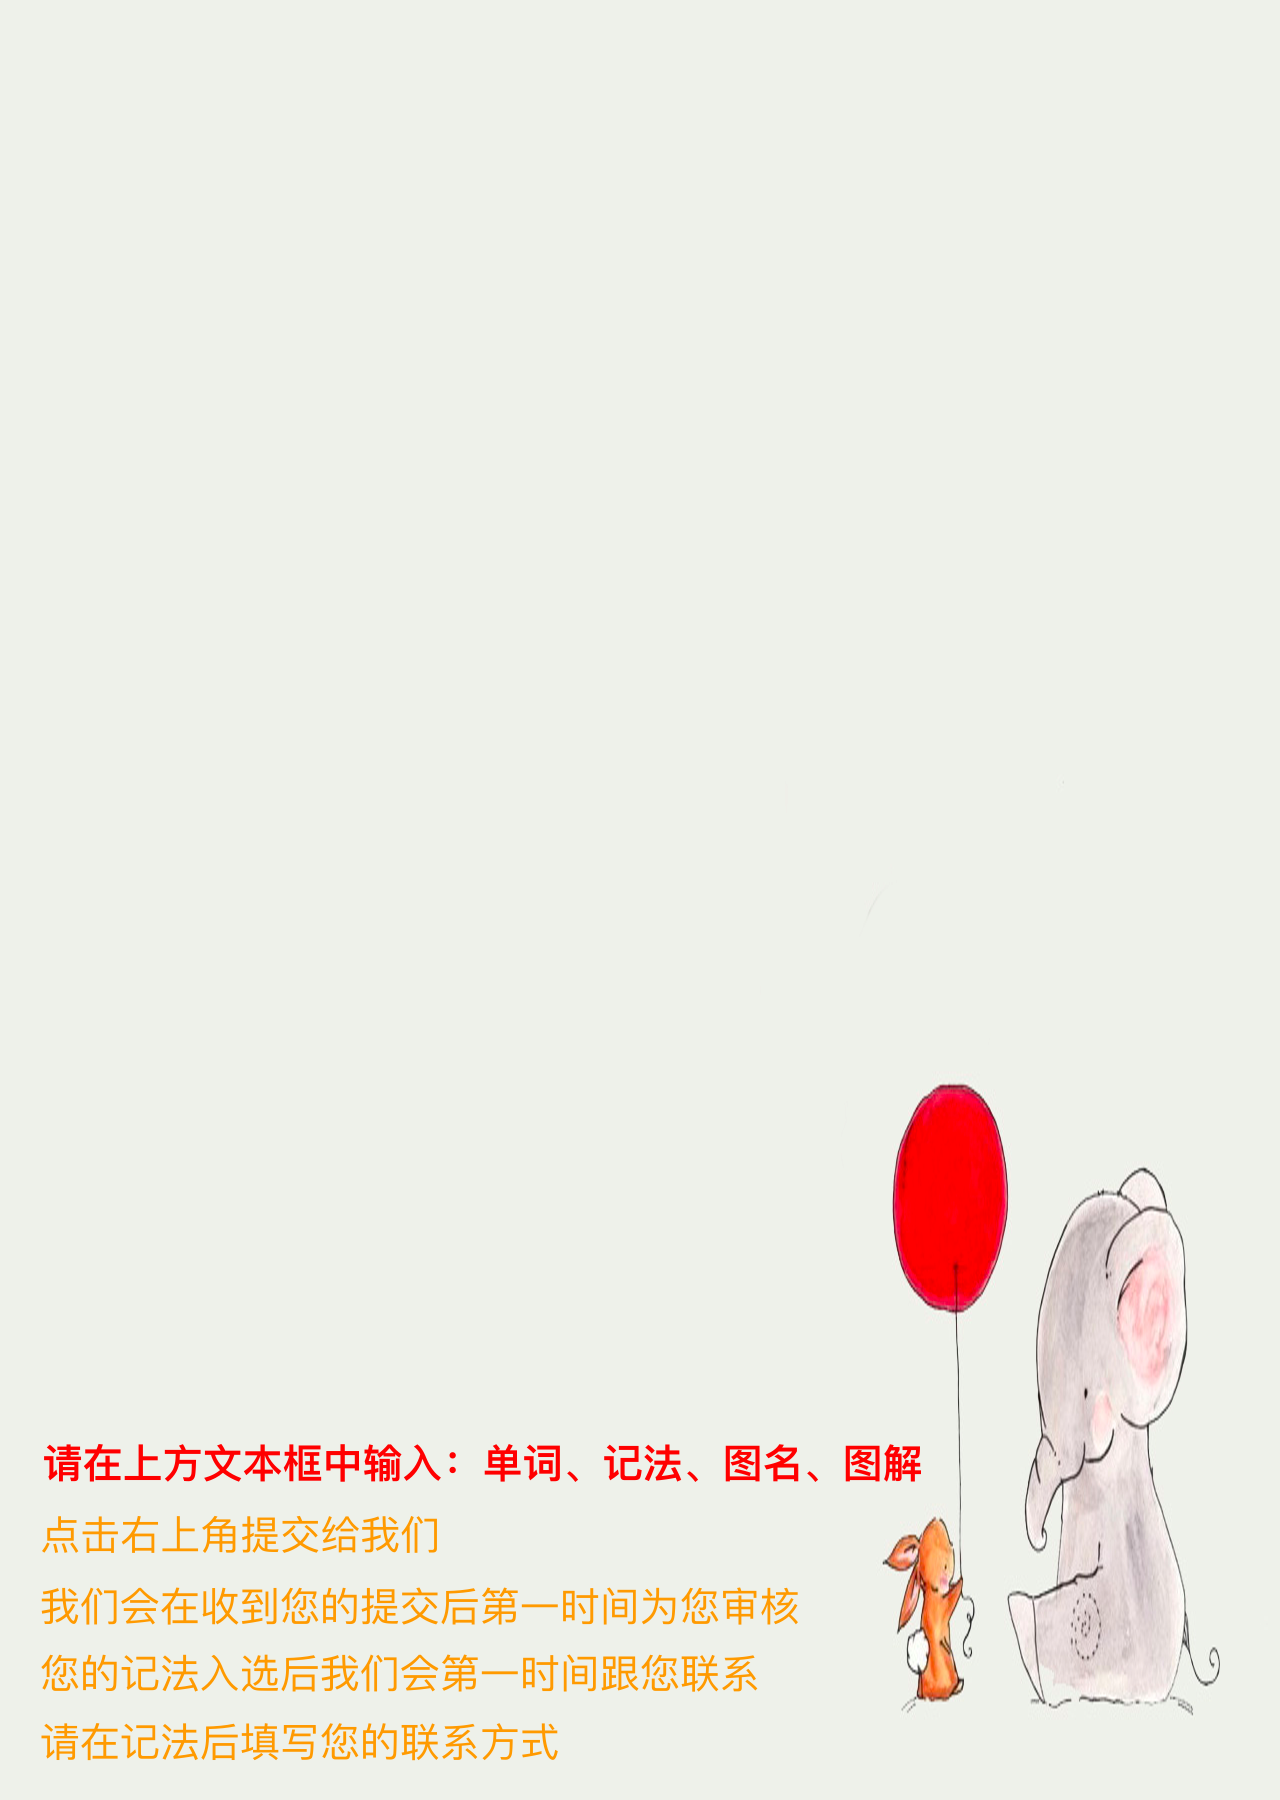 请在上方文本框中输入：单词、记法、图名、图解
点击右上角提交给我们
我们会在收到您的提交后第一时间为您审核
您的记法入选后我们会第一时间跟您联系
请在记法后填写您的联系方式